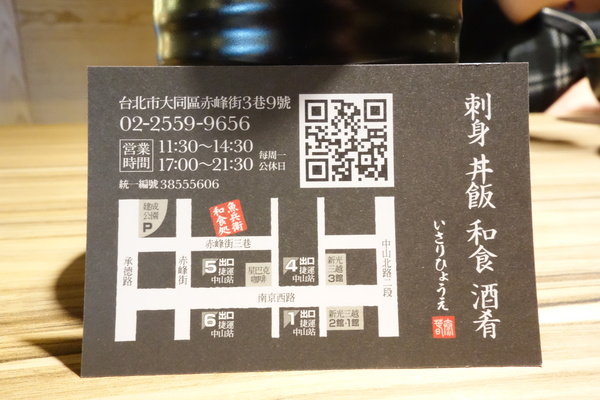 台北市大同區赤峰街3巷9號
02-2559-9656
營業時間 11:30～14:30
17:00～21:30
每周一公休日
統一編號 38555606
刺身 丼飯 和食 酒肴
いさりひょうえ
建成公園
P
魚兵衛
和食処
赤峰街三巷
承德路
赤峰街
5 出口
捷運
中山站
星巴克
咖啡
4 出口
捷運
中山站
新光
三越
3館
中山北路二段
南京西路
6 出口
捷運
中山站
1 出口
捷運
中山站
新光三越
2館·1館